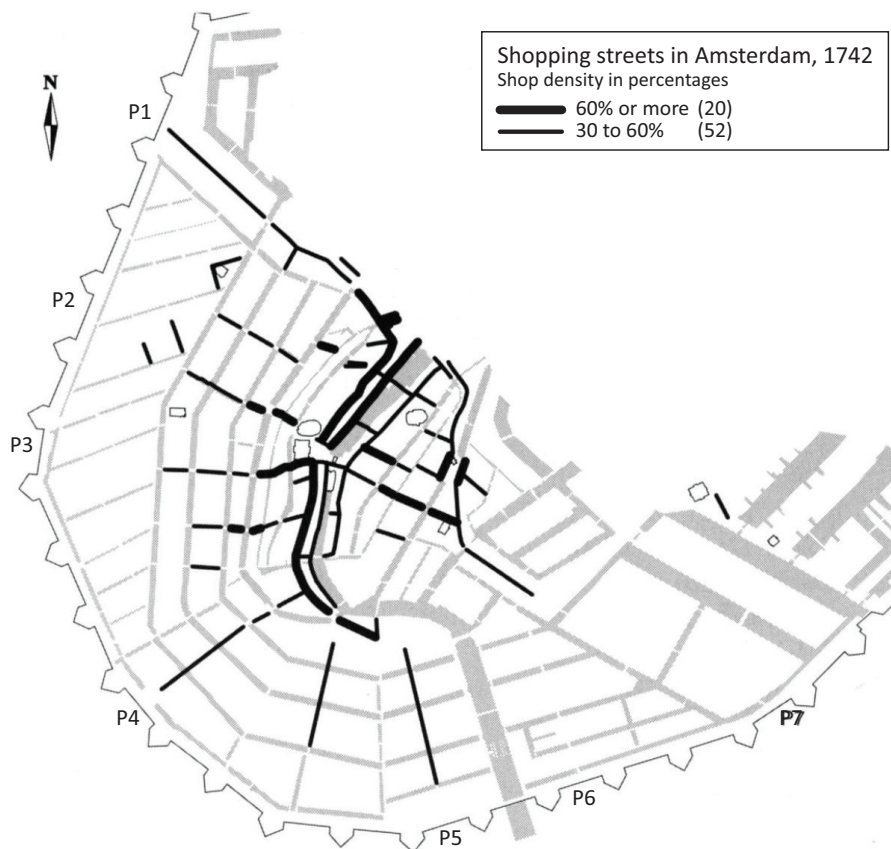 Shopping streets in Amsterdam, 1742
Shop density in percentages
60% or more (20)
30 to 60% (52)
N
P1
P2
P3
P4
P5
P6
P7